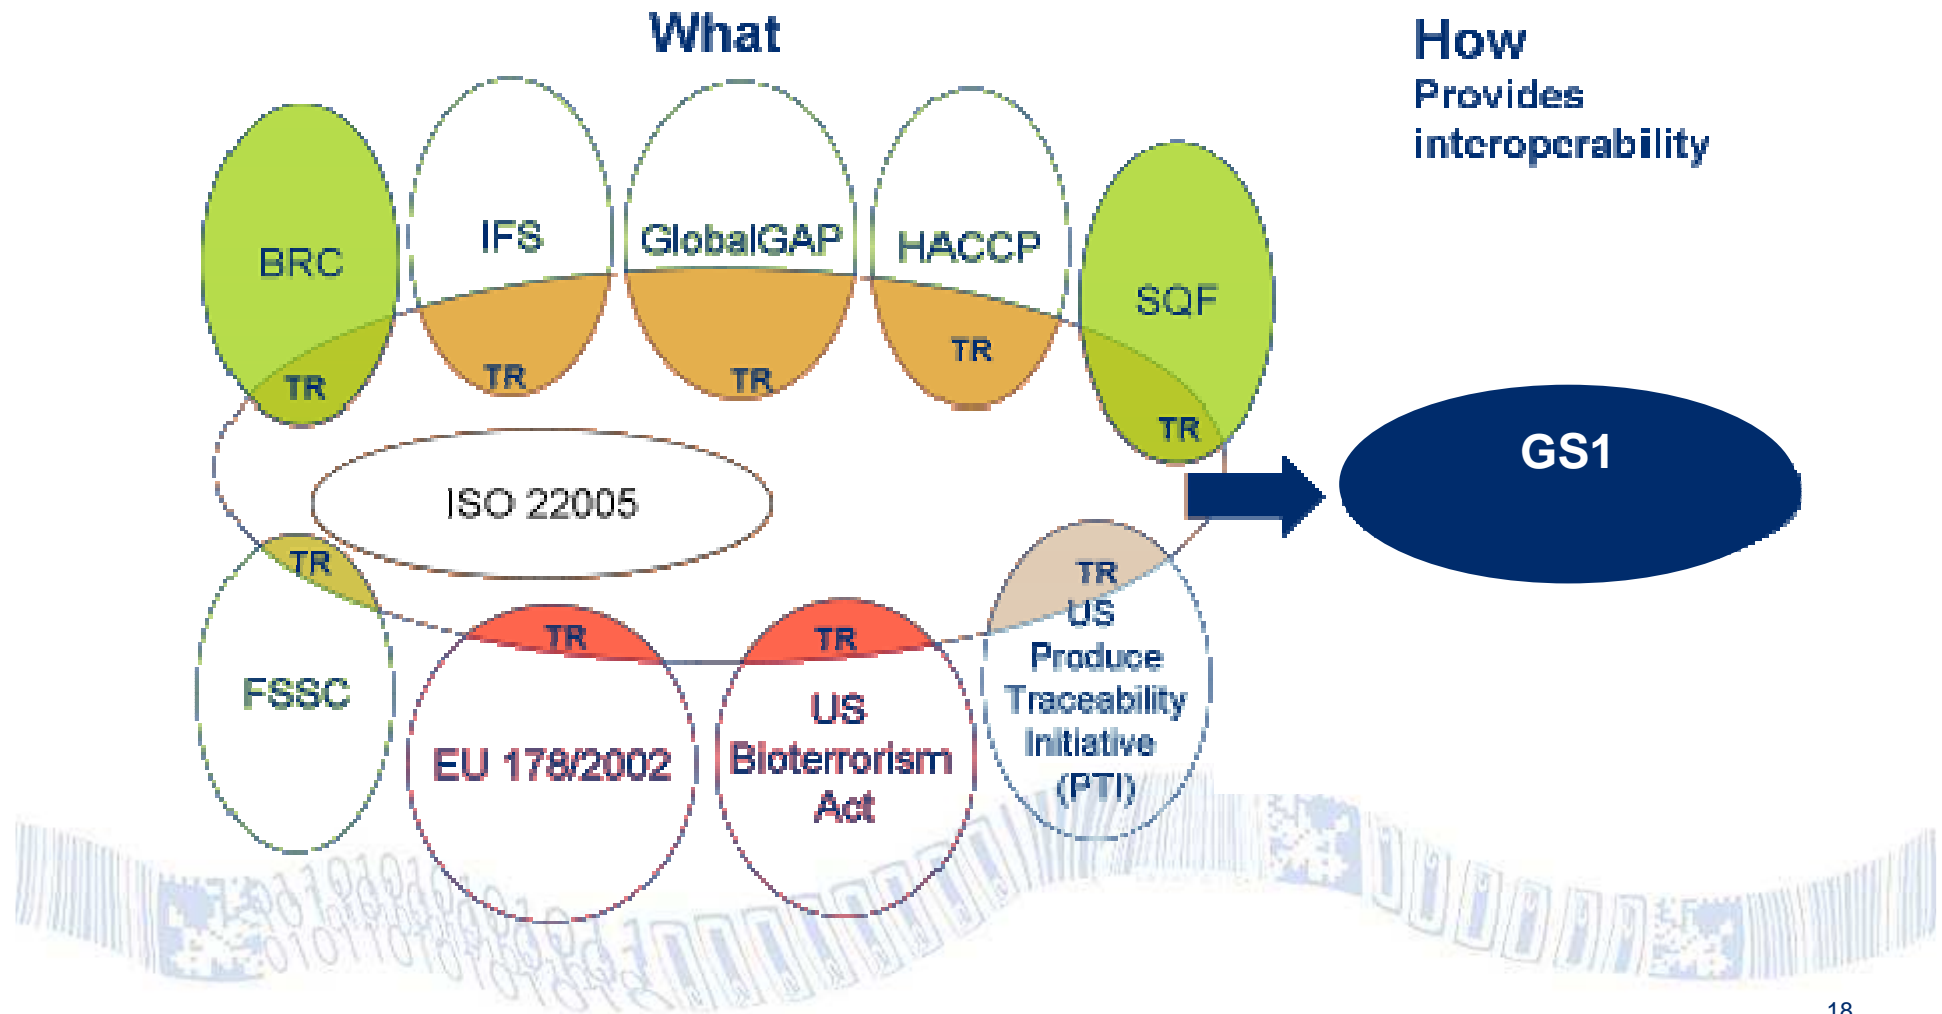 What
How
Provides
interoperability
BRC
IFS
GlobalGAP
HACCP
SQF
TR
TR
TR
TR
TR
GS1
ISO 22005
TR
TR
TR
TR
FSSC
EU 178/2002
US
Bioterrorism
Act
US
Produce
Traceability
Initiative
(PTI)
18